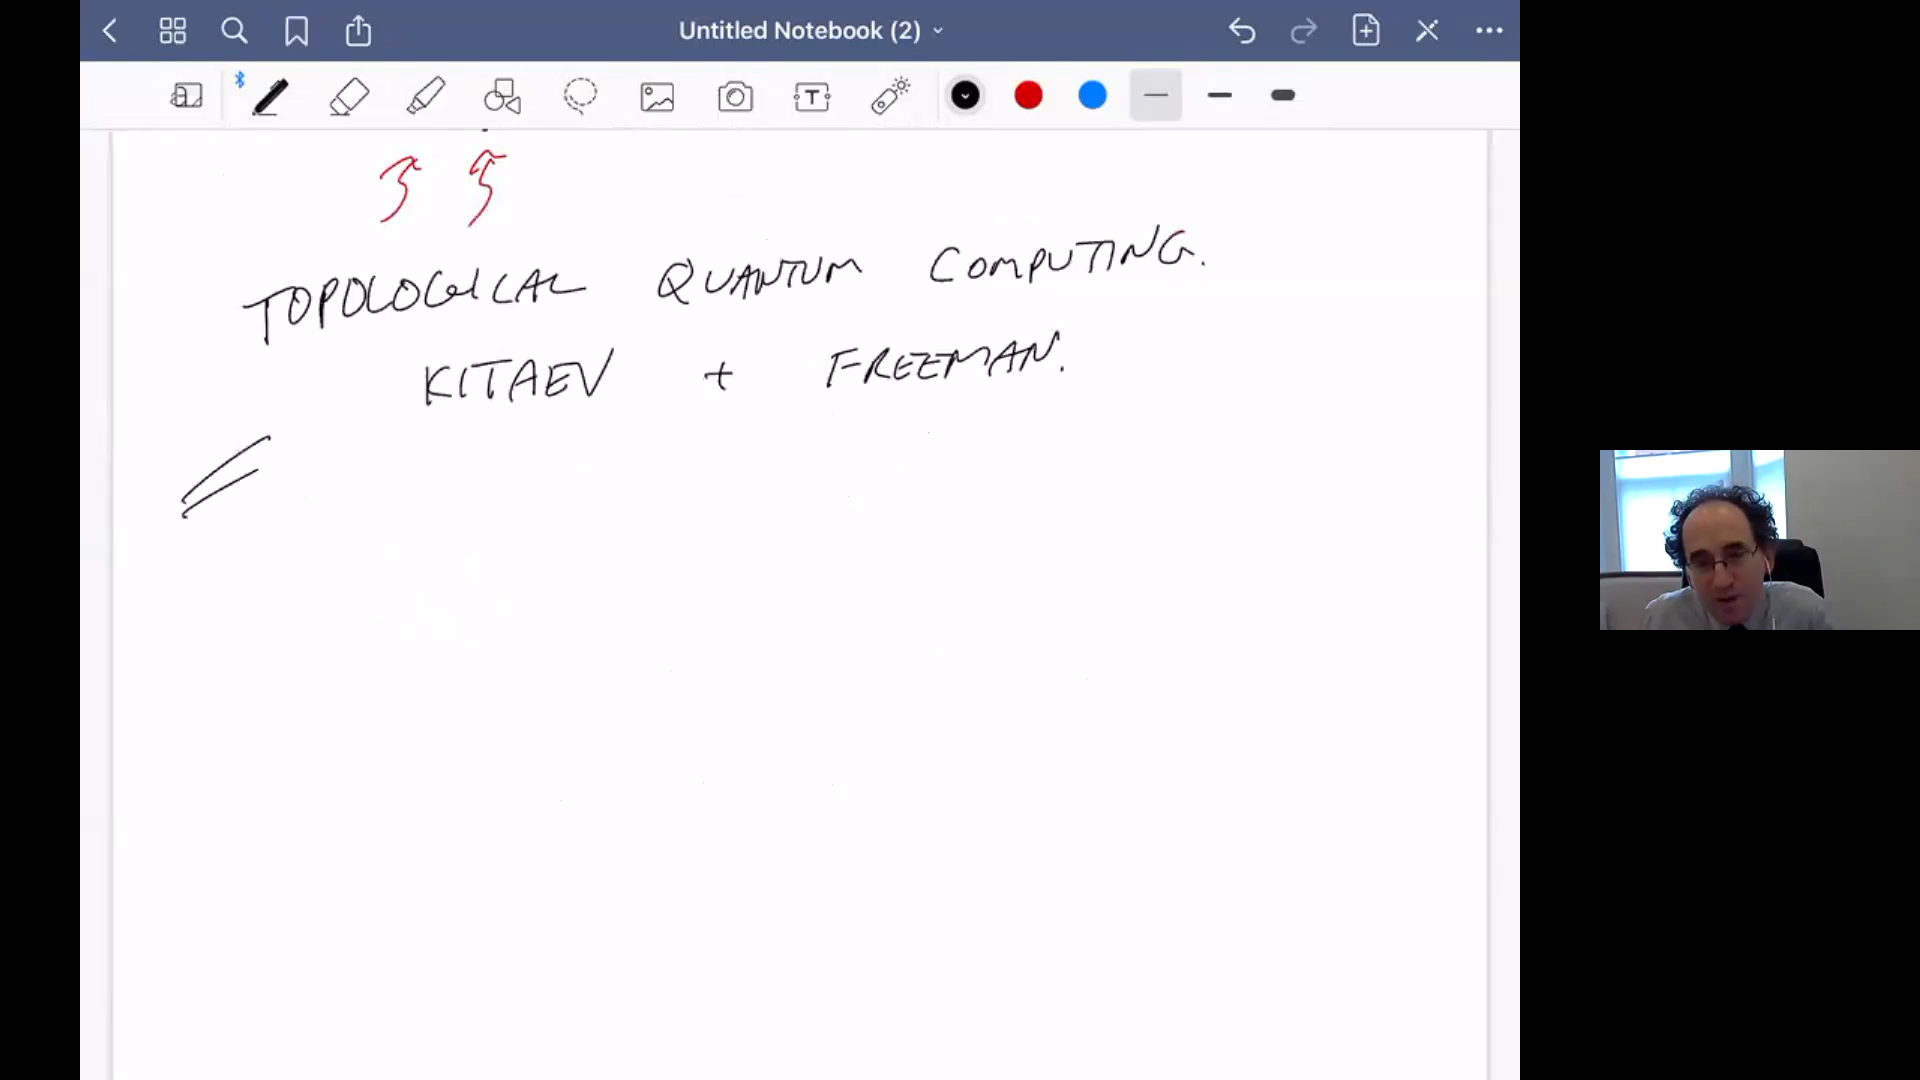 Untitled Notebook (2)
T
TOPOLOGICAL QUANTUM COMPUTING.
KITAEV + FREEMAN.